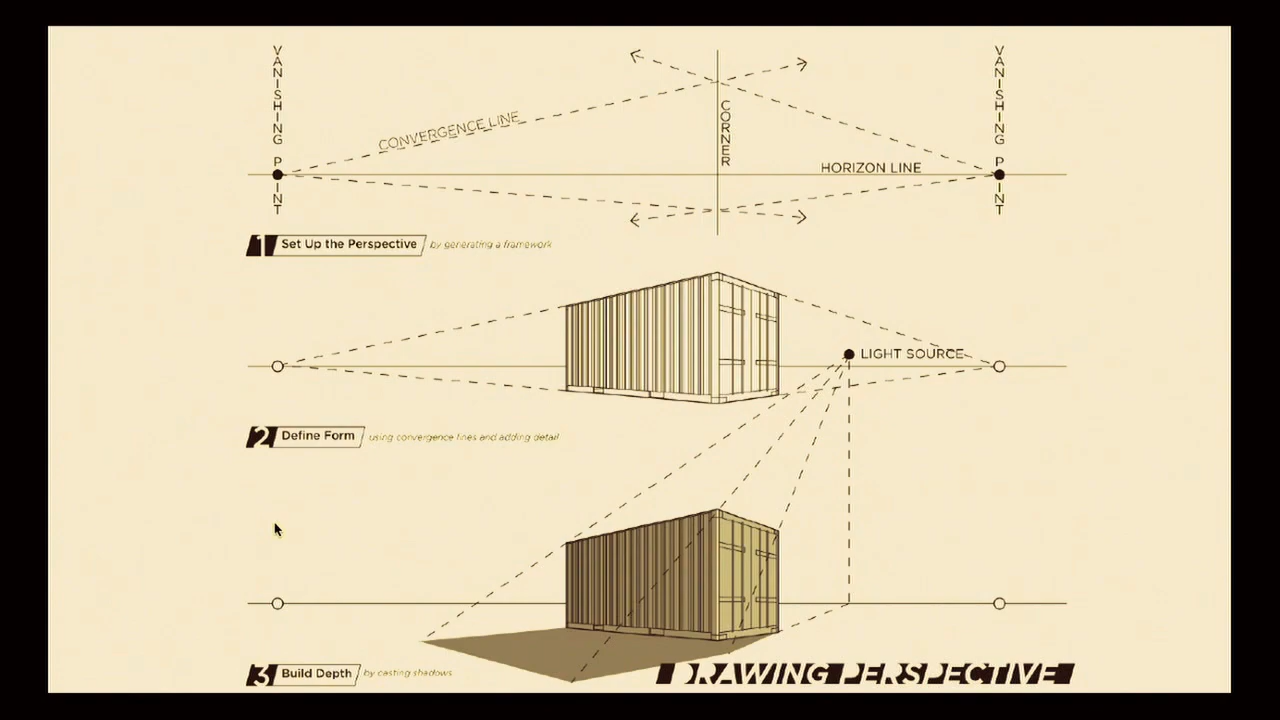 VANISHING POINT
VANISHING POINT
CONVERGENCE LINE
CORNER
HORIZON LINE
1 Set Up the Perspective by generating a framework
LIGHT SOURCE
2 Define Form using convergence lines and adding detail
3 Build Depth by casting shadows
DRAWING PERSPECTIVE